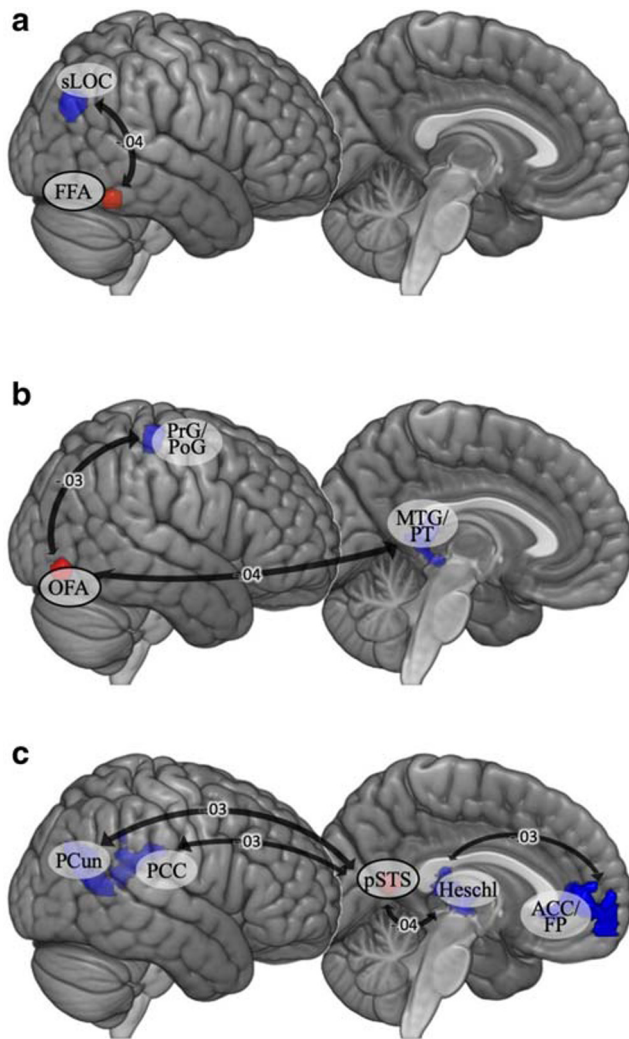 a
sLOC
-.04
FFA
b
PrG/
PoG
-.03
MTG/
PT
-.04
OFA
c
.03
.03
.03
PCun
PCC
pSTS
Heschl
ACC/
FP
-.04